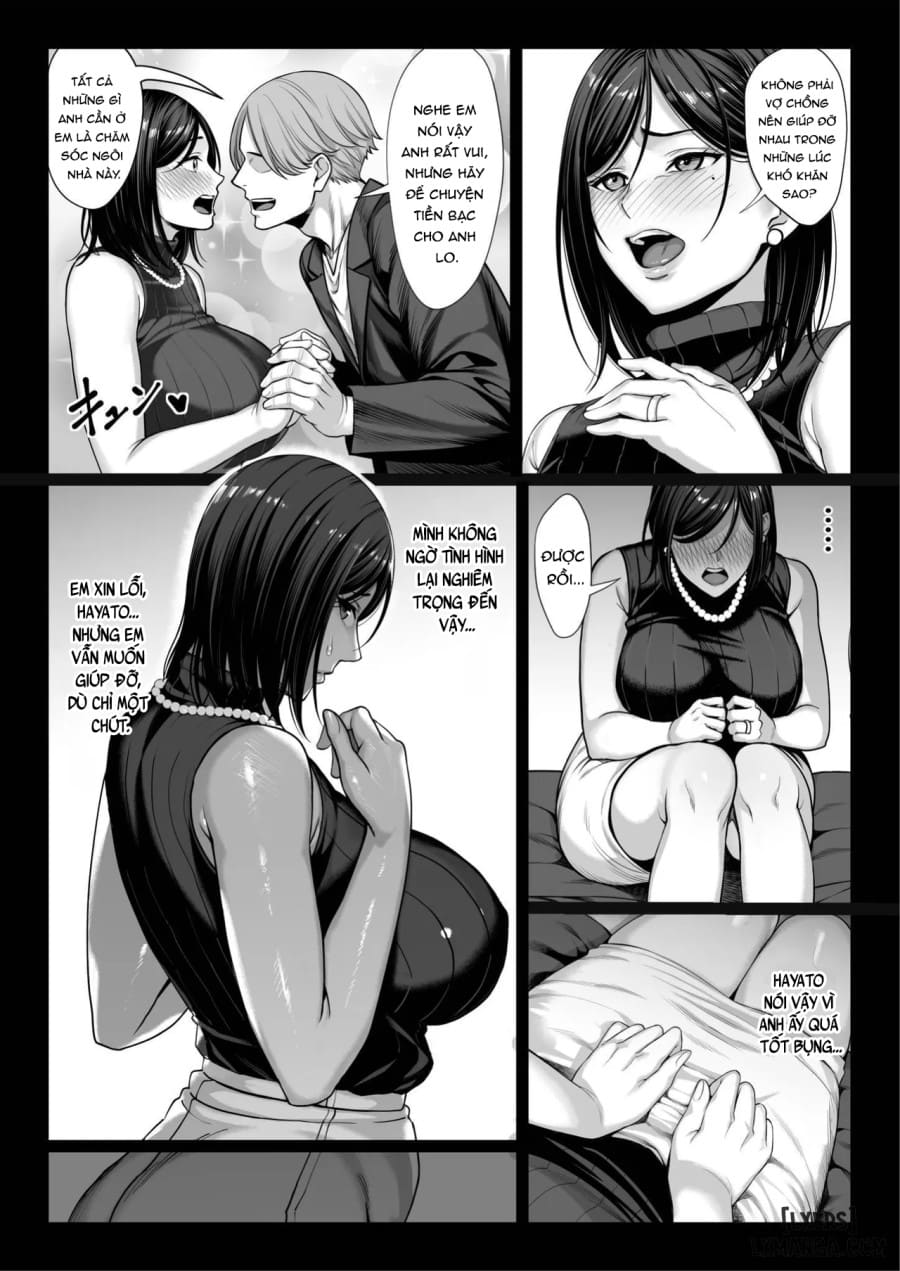 KHÔNG PHẢI
VỢ CHỒNG
NÊN GIÚP ĐỠ
NHAU TRONG
NHỮNG LÚC
KHÓ KHĂN
SAO?
NGHE EM
NÓI VẬY
ANH RẤT VUI,
NHƯNG HÃY
ĐỂ CHUYỆN
TIỀN BẠC
CHO ANH
LO.
TẤT CẢ
NHỮNG GÌ
ANH CẦN Ở
EM LÀ CHĂM
SÓC NGÔI
NHÀ NÀY.
キュン♥
ĐƯỢC
RỒI...
HAYATO
NÓI VẬY VÌ
ANH ẤY QUÁ
TỐT BỤNG...
MÌNH KHÔNG
NGỜ TÌNH HÌNH
LẠI NGHIÊM
TRỌNG ĐẾN
VẬY...
EM XIN LỖI,
HAYATO...
NHƯNG EM
VẪN MUỐN
GIÚP ĐỠ,
DÙ CHỈ MỘT
CHÚT.
LXMANGA.COM